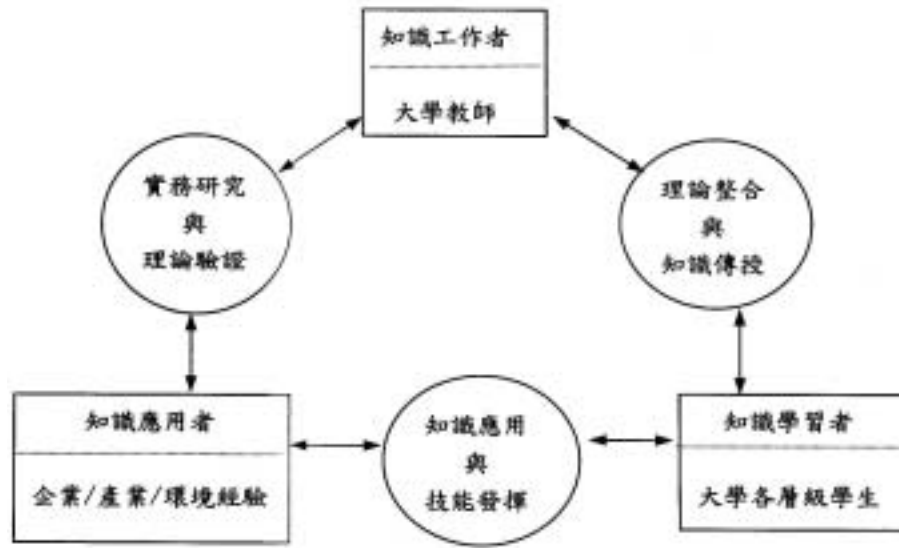 知識工作者
大學教師
實務研究
與
理論驗證
理論整合
與
知識傳授
知識應用者
企業/產業/環境經驗
知識應用
與
技能發揮
知識學習者
大學各層級學生